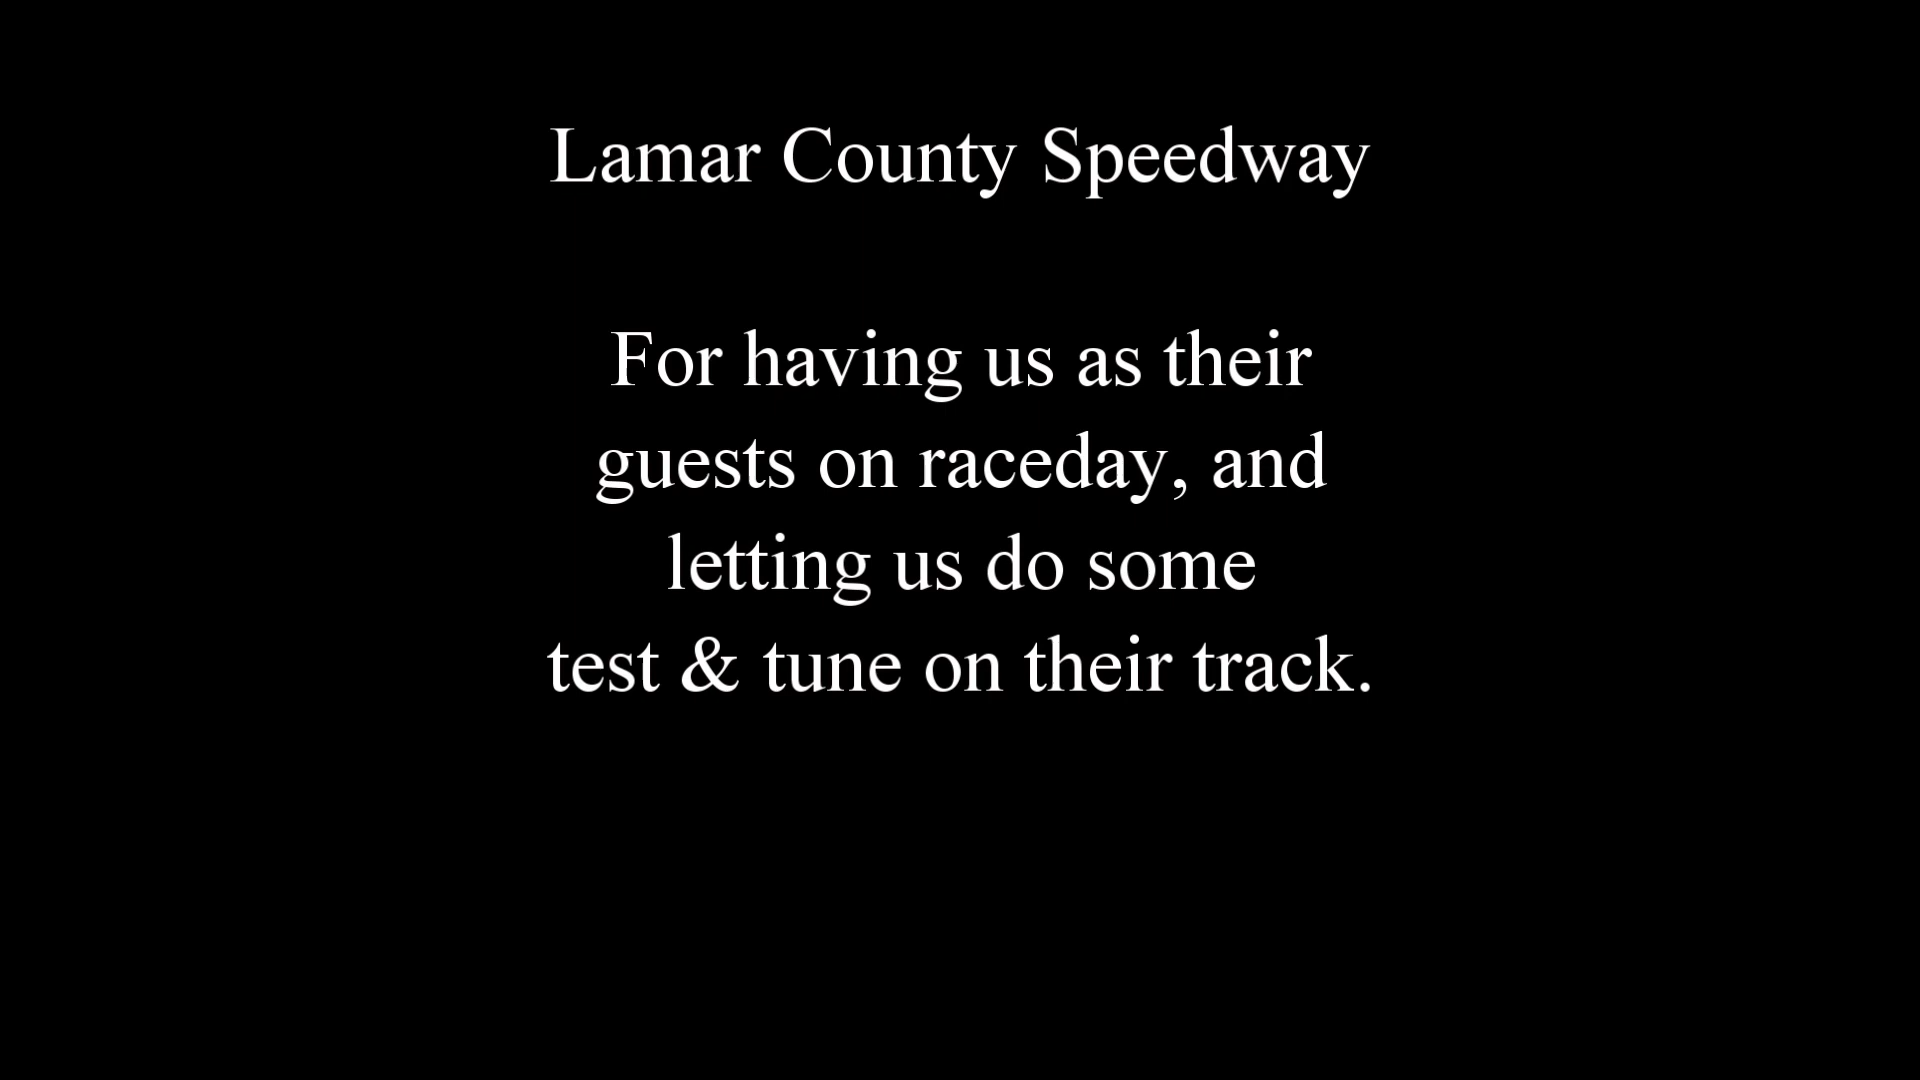 Lamar County Speedway
For having us as their
guests on raceday, and
letting us do some
test & tune on their track.